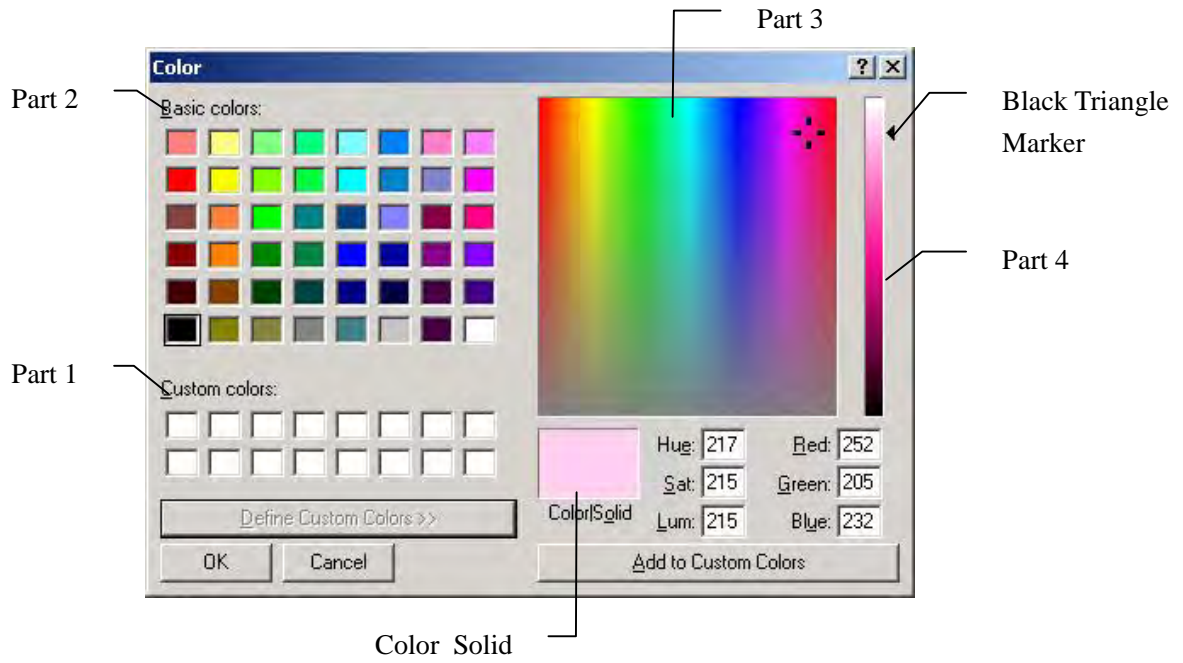 Part 3
Color
?
Part 2
Basic colors:
Black Triangle
Marker
Part 4
Part 1
Custom colors:
Hue: 217 Red: 252
Sat: 215 Green: 205
Color|Solid Lum: 215 Blue: 232
Define Custom Colors >>
OK Cancel Add to Custom Colors
Color Solid